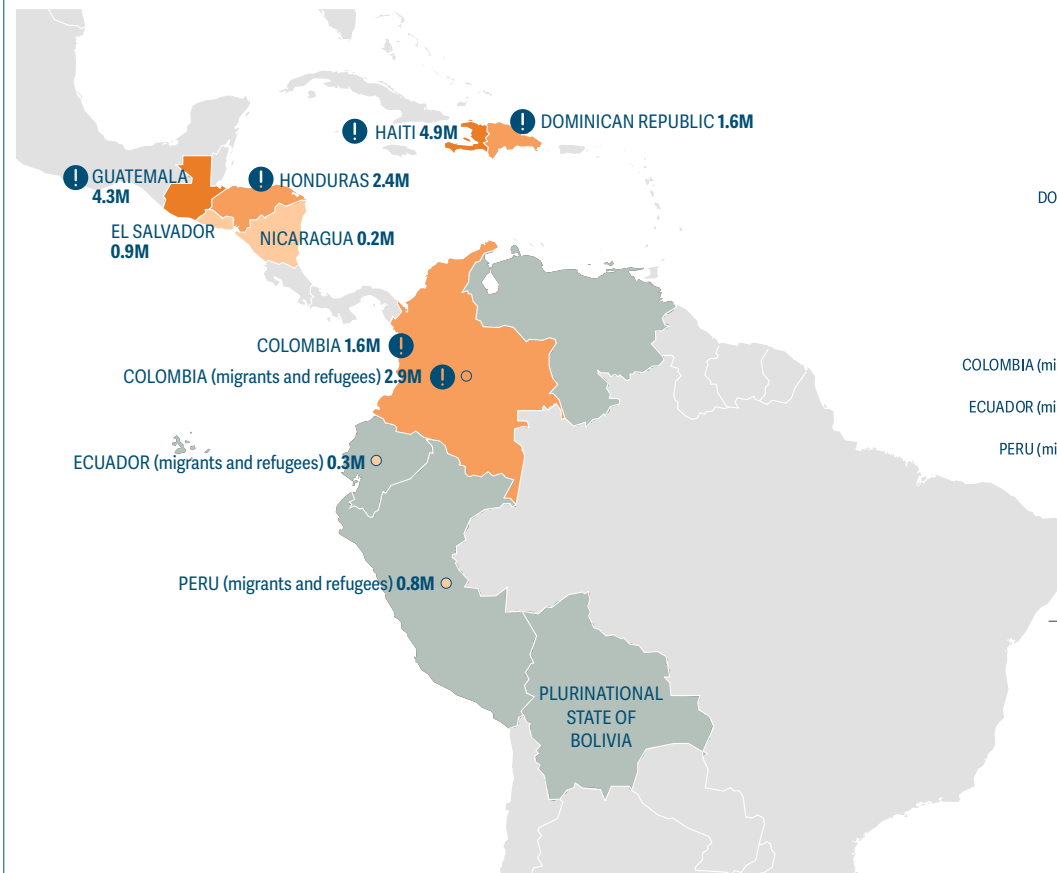 HAITI 4.9M
DOMINICAN REPUBLIC 1.6M
GUATEMALA
4.3M
HONDURAS 2.4M
EL SALVADOR
0.9M
NICARAGUA 0.2M
DO
COLOMBIA 1.6M
COLOMBIA (migrants and refugees) 2.9M
COLOMBIA (mi
ECUADOR (mi
PERU (mi
ECUADOR (migrants and refugees) 0.3M
PERU (migrants and refugees) 0.8M
PLURINATIONAL
STATE OF
BOLIVIA